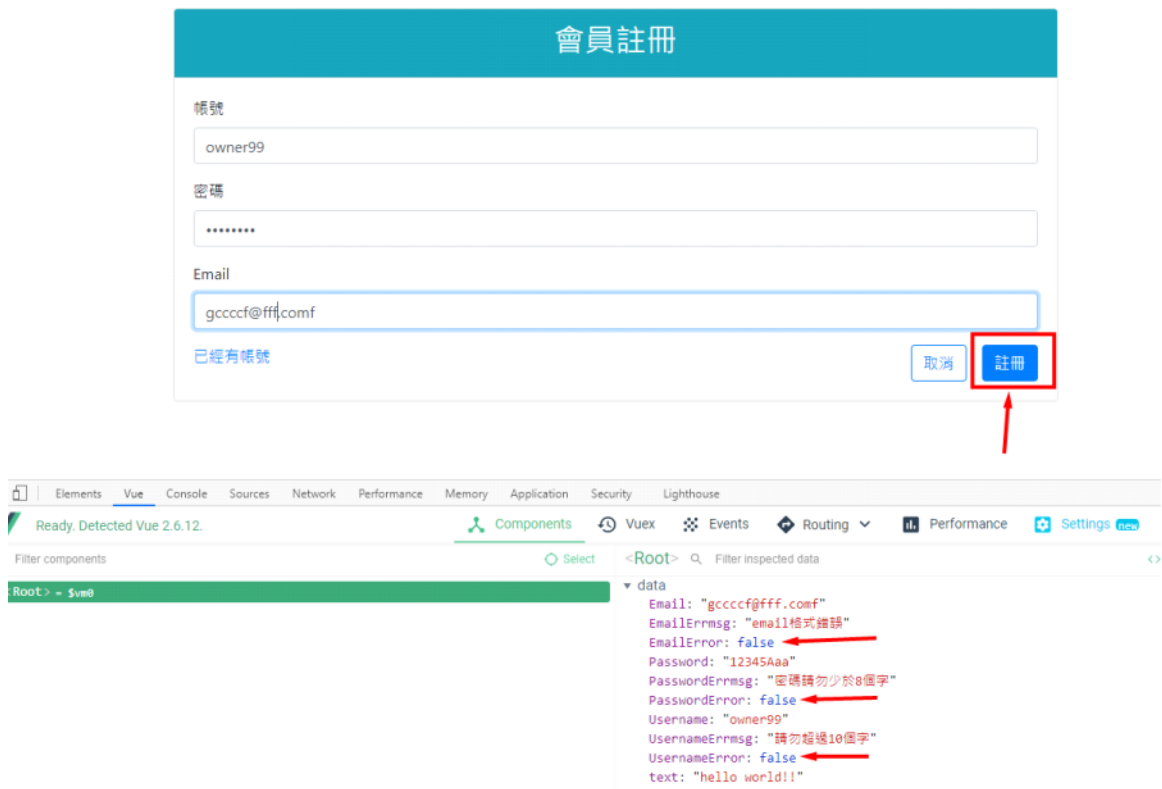 會員註冊
帳號
owner99
密碼
••••••••
Email
gccccf@fff.comf
已經有帳號
取消
註冊
Elements Vue Console Sources Network Performance Memory Application Security Lighthouse
Ready. Detected Vue 2.6.12.
Components Vuex Events Routing Performance Settings new
Filter components Select
<Root> Filter inspected data
<Root> = $vm0
data
Email: "gccccf@fff.comf"
EmailErrmsg: "email格式錯誤"
EmailError: false
Password: "12345Aaa"
PasswordErrmsg: "密碼請勿少於8個字"
PasswordError: false
Username: "owner99"
UsernameErrmsg: "請勿超過10個字"
UsernameError: false
text: "hello world!!"